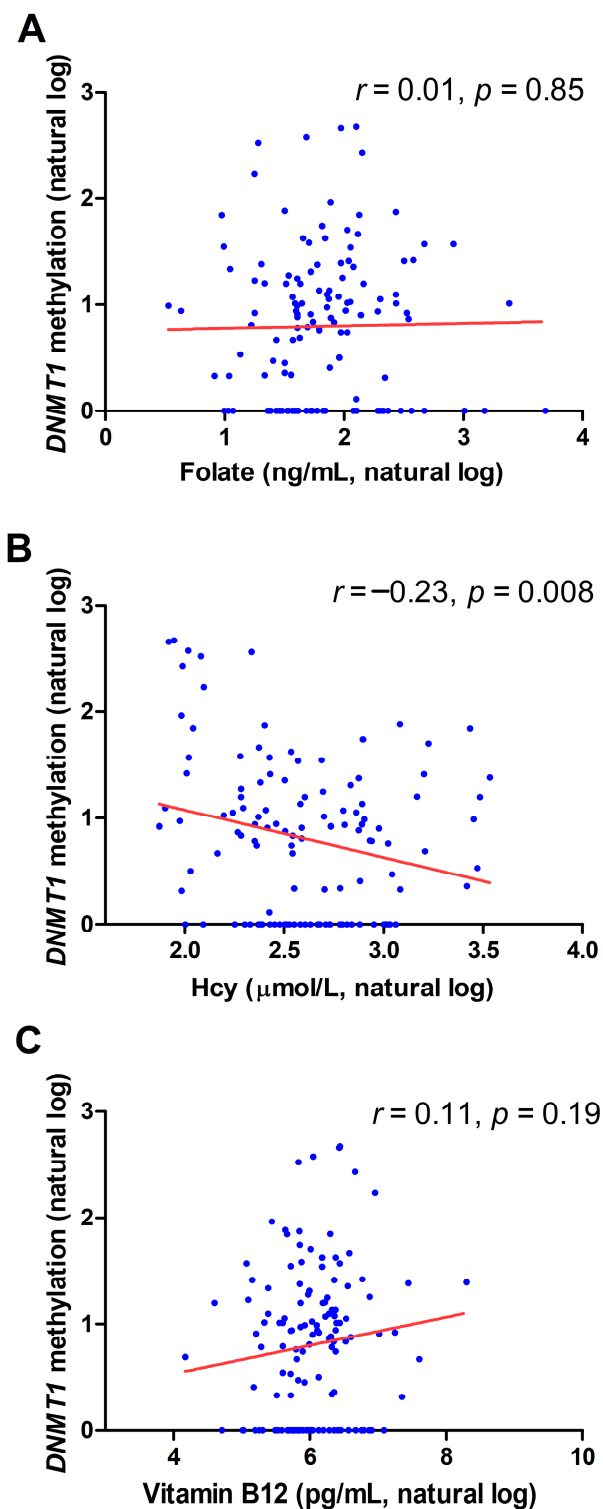 A
r = 0.01, p = 0.85
DNMT1 methylation (natural log)
3
2
1
0
0 1 2 3 4
Folate (ng/mL, natural log)
B
r = −0.23, p = 0.008
DNMT1 methylation (natural log)
3
2
1
0
2.0 2.5 3.0 3.5 4.0
Hcy (μmol/L, natural log)
C
r = 0.11, p = 0.19
DNMT1 methylation (natural log)
3
2
1
0
4 6 8 10
Vitamin B12 (pg/mL, natural log)